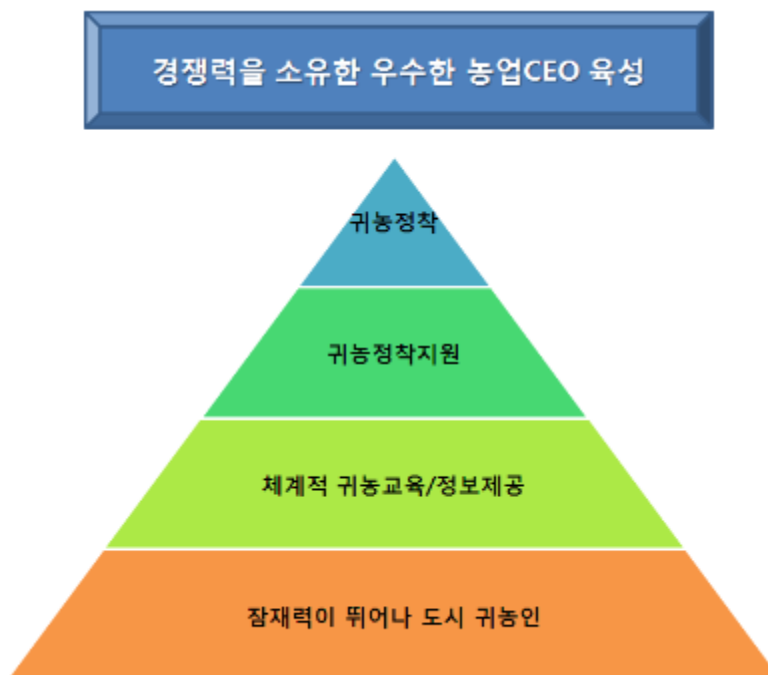 경쟁력을 소유한 우수한 농업CEO 육성
귀농정착
귀농정착지원
체계적 귀농교육/정보제공
잠재력이 뛰어나 도시 귀농인